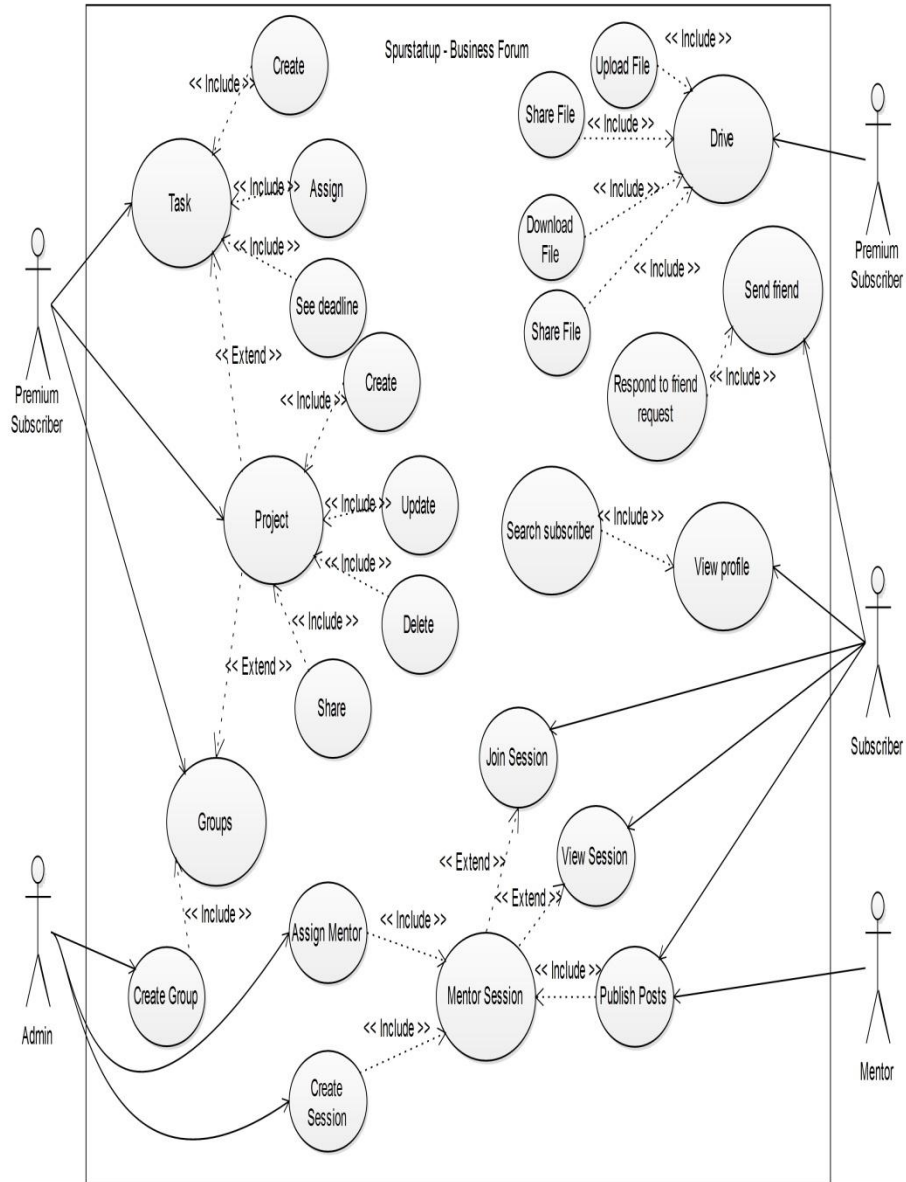 Spurstartup - Business Forum
<< Include >>
Create
<< Include >>
Upload File
<< Include >>
Share File
<< Include >>
Drive
Task
<< Include >>
Assign
<< Include >>
Download
File
<< Include >>
See deadline
<< Include >>
Share File
Premium
Subscriber
Send friend
<< Extend >>
<< Include >>
Create
Respond to friend
request
<< Include >>
Premium
Subscriber
Project
<< Include >>
Update
Search subscriber
<< Include >>
View profile
<< Include >>
Delete
<< Extend >>
<< Include >>
Share
Join Session
Subscriber
Groups
<< Extend >>
View Session
<< Extend >>
<< Include >>
Assign Mentor
<< Include >>
Create Group
Mentor Session
<< Include >>
Publish Posts
Admin
<< Include >>
Create
Session
Mentor